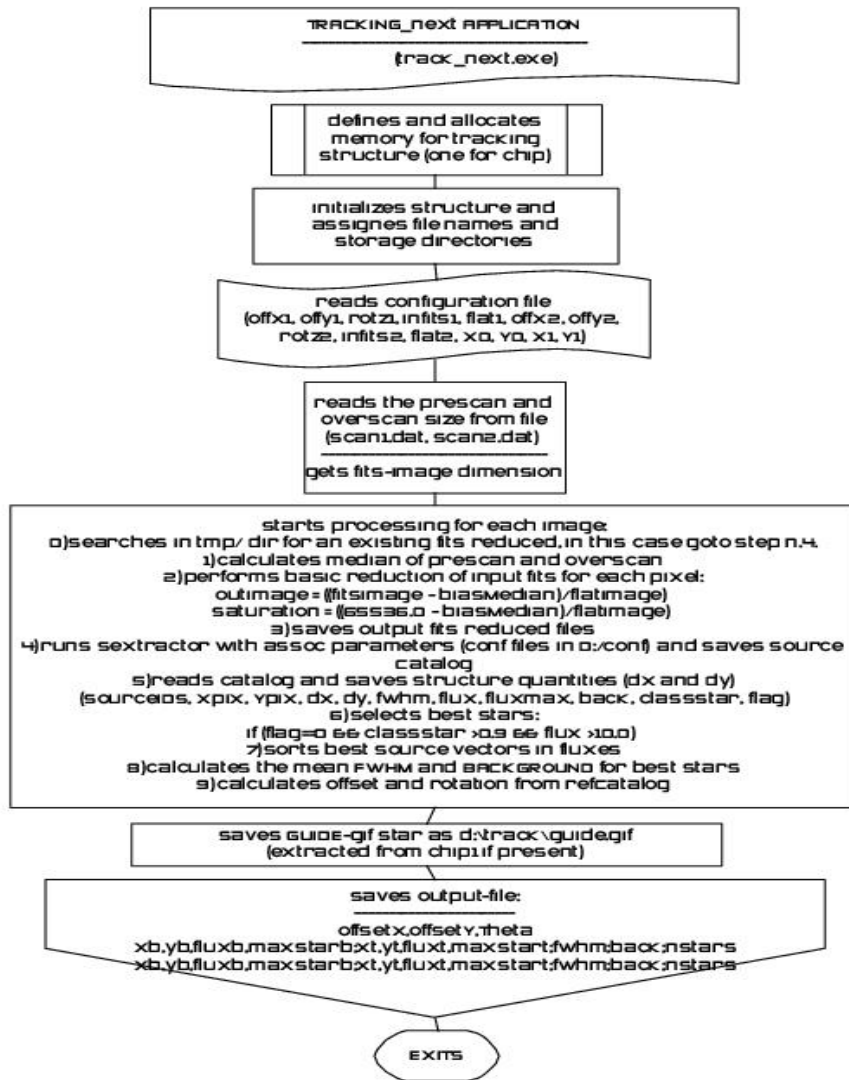 TRACKING_next APPLICATION
(track_next.exe)
defines and allocates
memory for tracking
structure (one for chip)
initializes structure and
assignes file names and
storage directories
reads configuration file
(offx1, offy1, rotz1, infits1, flat1, offx2, offy2,
rotz2, infits2, flat2, X0, Y0, X1, Y1)
reads the prescan and
overscan size from file
(scan1.dat, scan2.dat)
gets fits-image dimension
starts processing for each image:
0)searches in tmp/ dir for an existing fits reduced, in this case goto step n.4.
1)calculates median of prescan and overscan
2)performs basic reduction of input fits for each pixel:
outimage = ((fitsimage - biasMedian)/flatimage)
saturation = ((65536.0 - biasMedian)/flatimage)
3)saves output fits reduced files
4)runs sextractor with assoc parameters (conf files in D:/conf) and saves source
catalog
5)reads catalog and saves structure quantities (dx and dy)
(sourceIDs, xpix, ypix, dx, dy, fwhm, flux, fluxmax, back, classstar, flag)
6)selects best stars:
if (flag=0 && classstar >0.9 && flux >10.0)
7)sorts best source vectors in fluxes
8)calculates the mean FWHM and BACKGROUND for best stars
9)calculates offset and rotation from refcatalog
saves GUIDE-gif star as d:\track\guide.gif
(extracted from chip1 if present)
saves output-file:
offsetx,offsety,Theta
xb,yb,fluxb,maxstarb;xt,yt,fluxt,maxstart;fwhm;back;nstars
xb,yb,fluxb,maxstarb;xt,yt,fluxt,maxstart;fwhm;back;nstars
EXITS